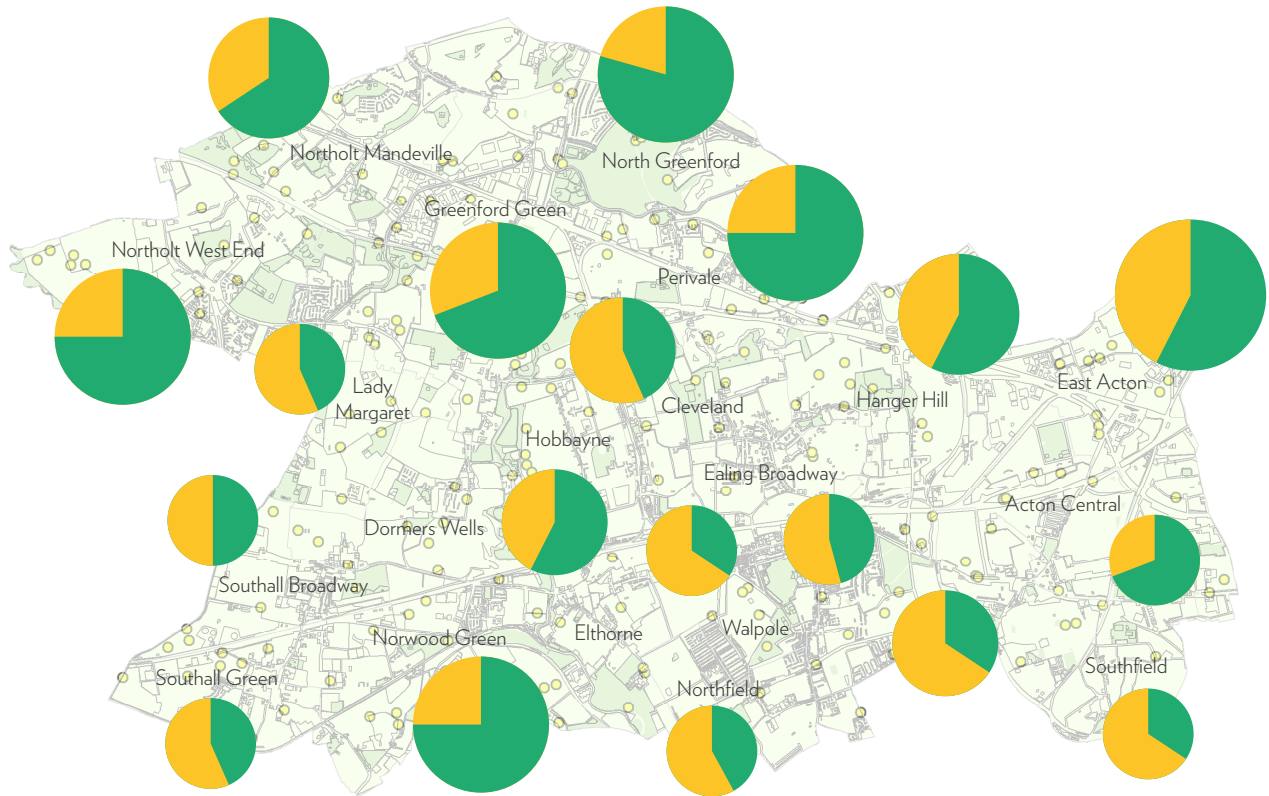 Northolt Mandeville
North Greenford
Greenford Green
Northolt West End
Perivale
East Acton
Lady
Margaret
Cleveland
Hanger Hill
Hobbayne
Ealing Broadway
Acton Central
Dormers Wells
Southall Broadway
Norwood Green
Elthorne
Walpole
Southfield
Southall Green
Northfield